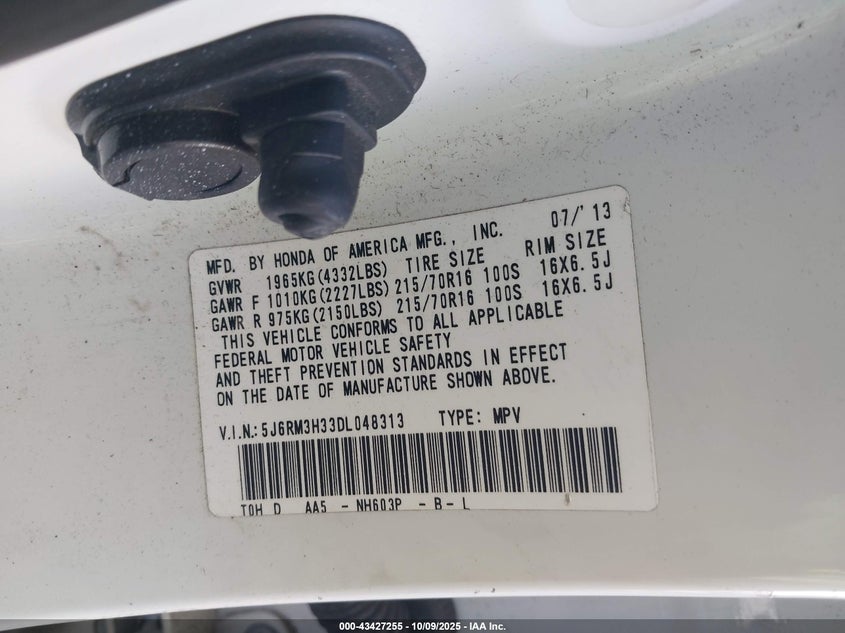 MFD. BY HONDA OF AMERICA MFG., INC. 07/'13
GVWR 1965KG(4332LBS) TIRE SIZE RIM SIZE
GAWR F 1010KG(2227LBS) 215/70R16 100S 16X6.5J
GAWR R 975KG(2150LBS) 215/70R16 100S 16X6.5J
THIS VEHICLE CONFORMS TO ALL APPLICABLE
FEDERAL MOTOR VEHICLE SAFETY
AND THEFT PREVENTION STANDARDS IN EFFECT
ON THE DATE OF MANUFACTURE SHOWN ABOVE.
V.I.N.:5J6RM3H33DL048313 TYPE: MPV
TOH D AA5 - NH603P - B - L
000-43427255 - 10/09/2025 - IAA Inc.